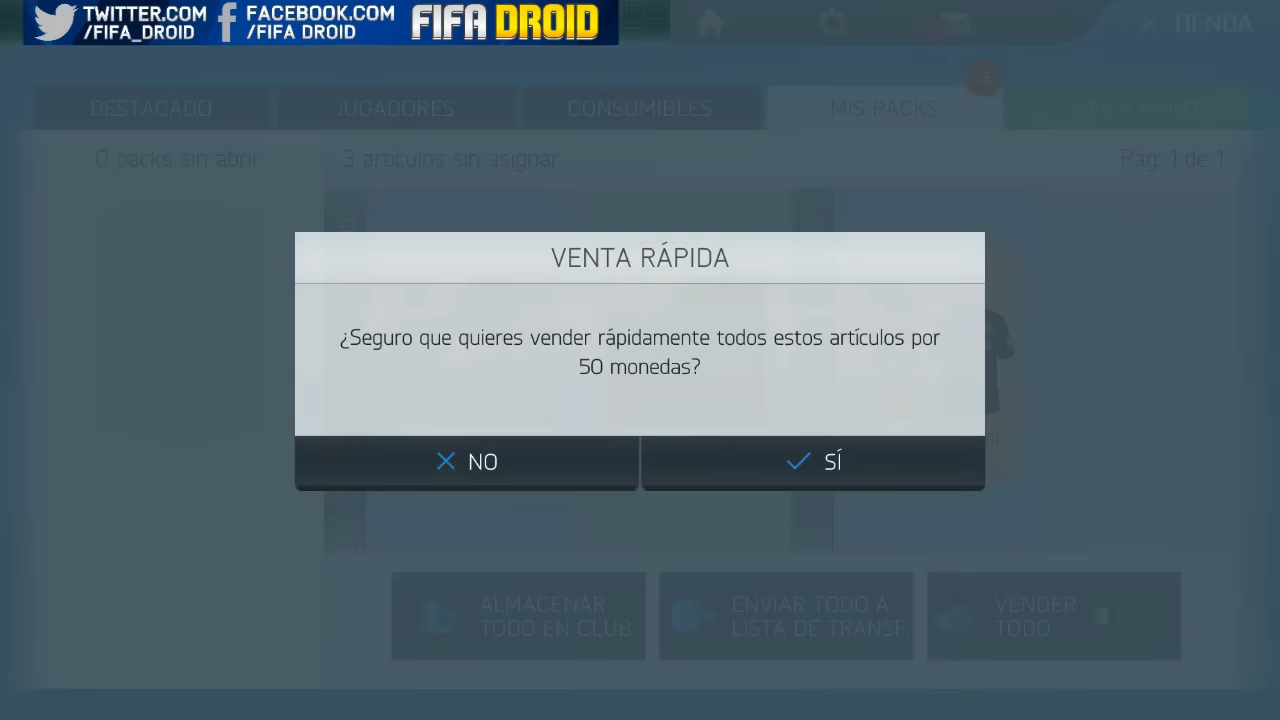 TWITTER.COM
/FIFA_DROID
FACEBOOK.COM
/FIFA DROID
FIFA DROID
TIENDA
DESTACADO
JUGADORES
CONSUMIBLES
MIS PACKS
3
0 packs sin abrir
3 artículos sin asignar
Pág. 1 de 1
VENTA RÁPIDA
¿Seguro que quieres vender rápidamente todos estos artículos por
50 monedas?
NO
SÍ
ALMACENAR
TODO EN CLUB
ENVIAR TODO A
LISTA DE TRANSF.
VENDER
TODO